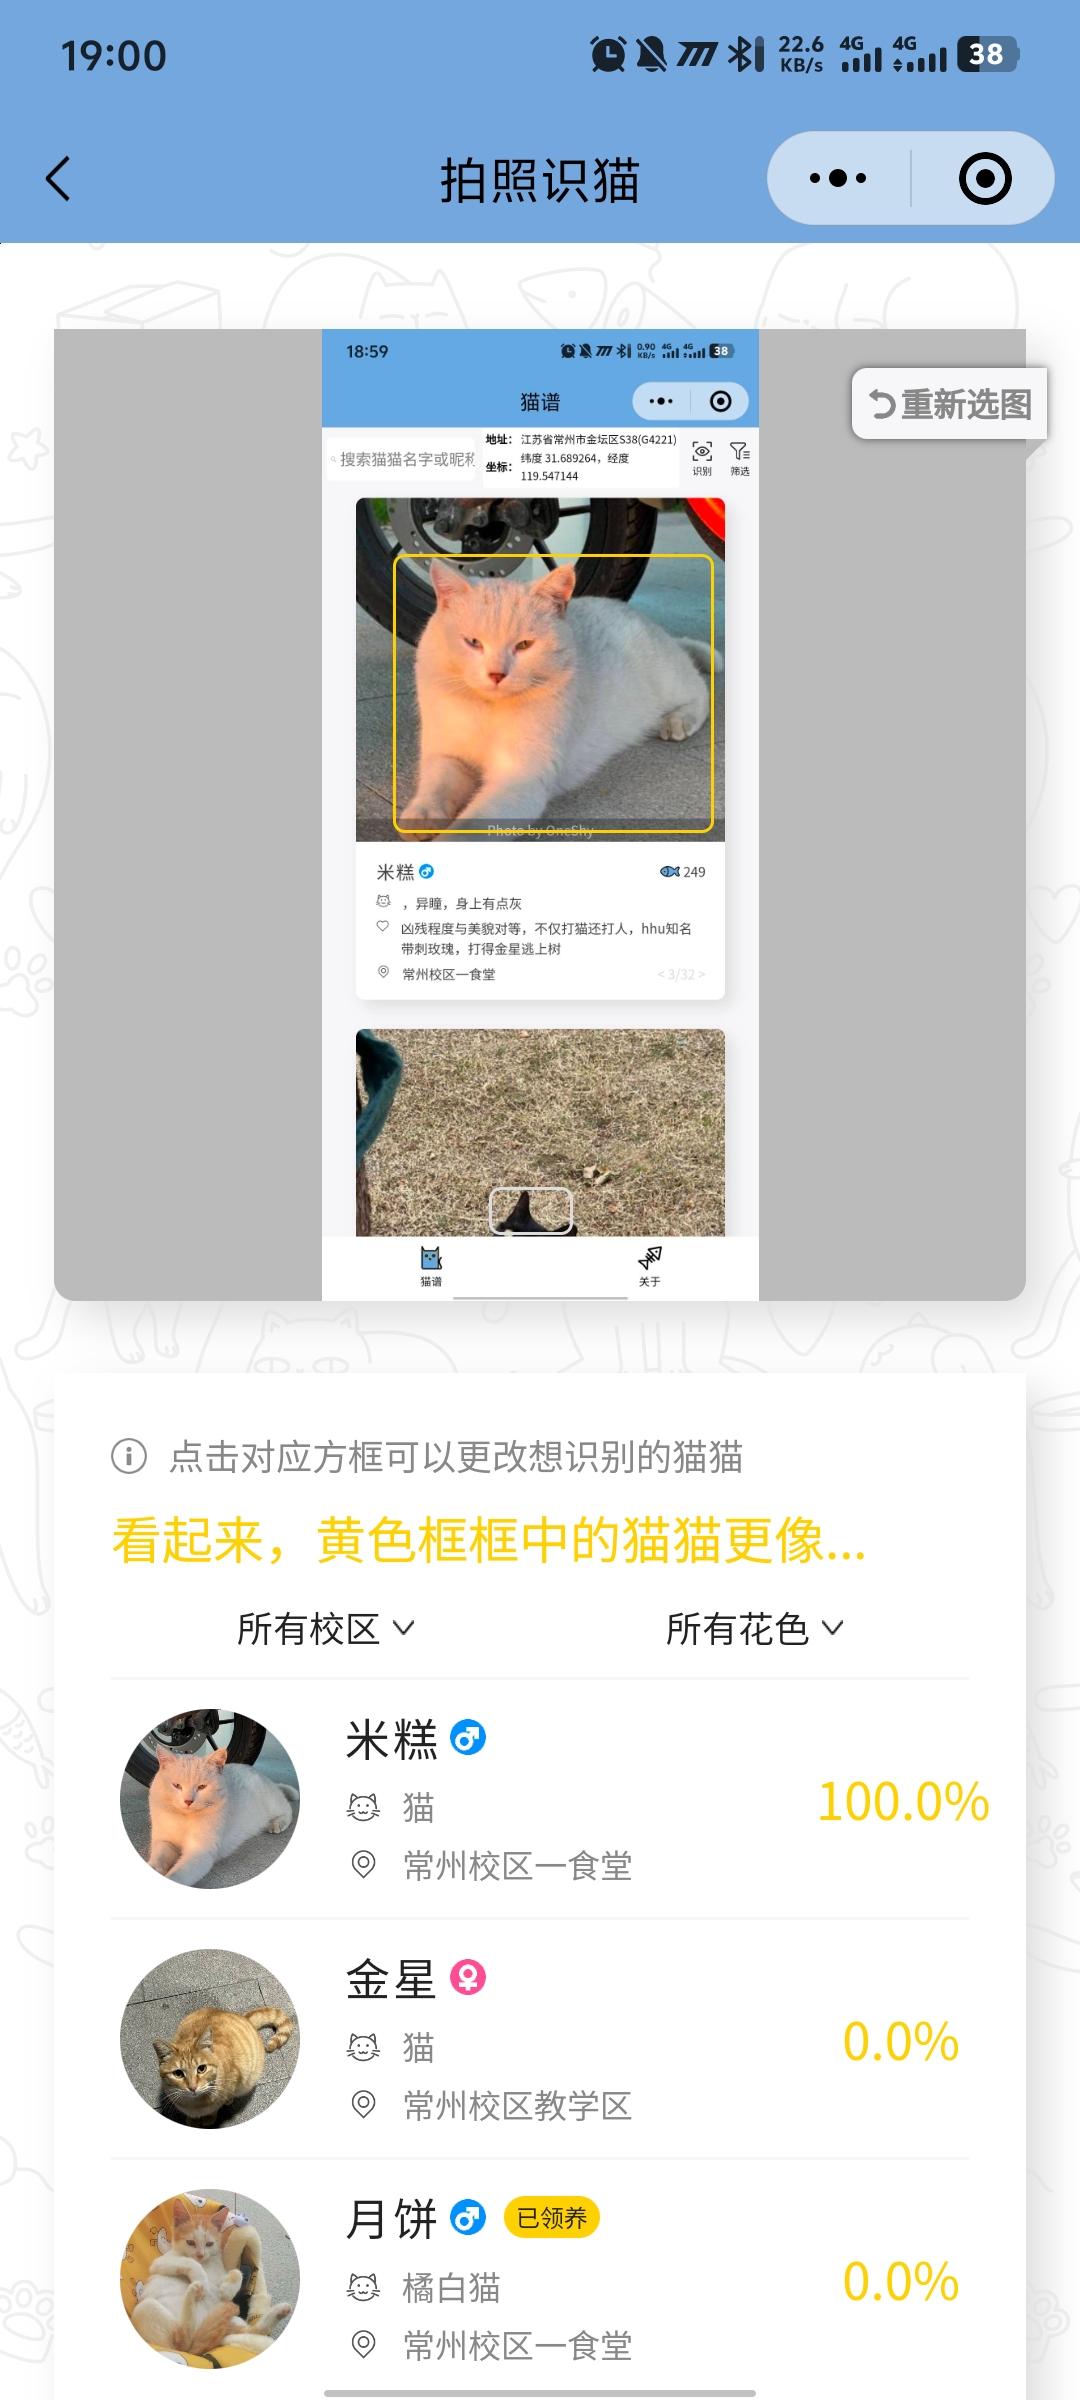 19:00
22.6 KB/s 4G 4G 38
拍照识猫
18:59
0.90 KB/s 4G 4G 38
猫谱
搜索猫猫名字或昵称
地址： 江苏省常州市金坛区S38(G4221)
坐标： 纬度 31.689264，经度 119.547144
识别
筛选
重新选图
Photo by OneShy
米糕
249
，异瞳，身上有点灰
凶残程度与美貌对等，不仅打猫还打人，hhu知名
带刺玫瑰，打得金星逃上树
常州校区一食堂
< 3/32 >
猫谱
关于
点击对应方框可以更改想识别的猫猫
看起来，黄色框框中的猫猫更像...
所有校区
所有花色
米糕
猫
常州校区一食堂
100.0%
金星
猫
常州校区教学区
0.0%
月饼
已领养
橘白猫
常州校区一食堂
0.0%